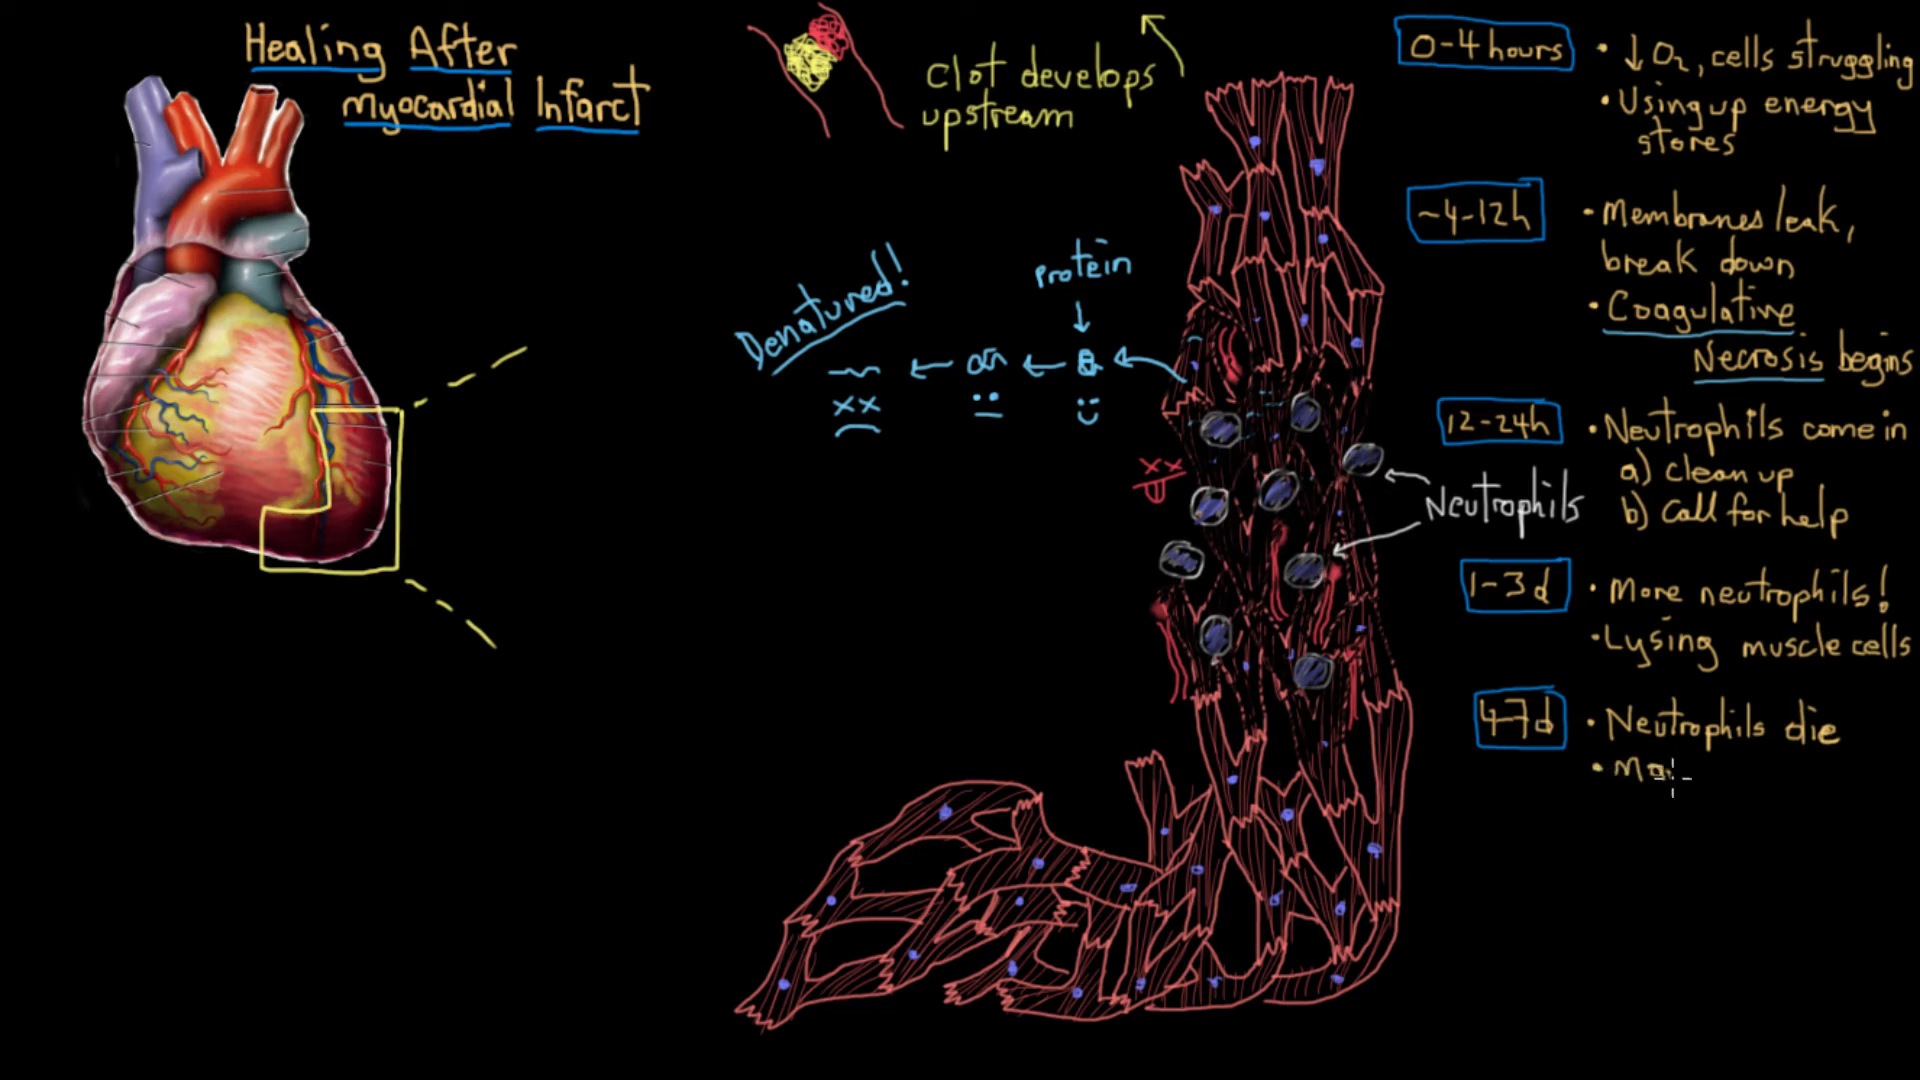 Healing After
Myocardial Infarct
Clot develops
upstream
Denatured!
Protein
Neutrophils
0-4 hours
• ↓ O₂, cells struggling
• Using up energy
stores
~4-12h
• Membranes leak,
break down
• Coagulative
Necrosis begins
12-24h
• Neutrophils come in
a) clean up
b) call for help
1-3d
• More neutrophils!
• Lysing muscle cells
4-7d
• Neutrophils die
• Ma